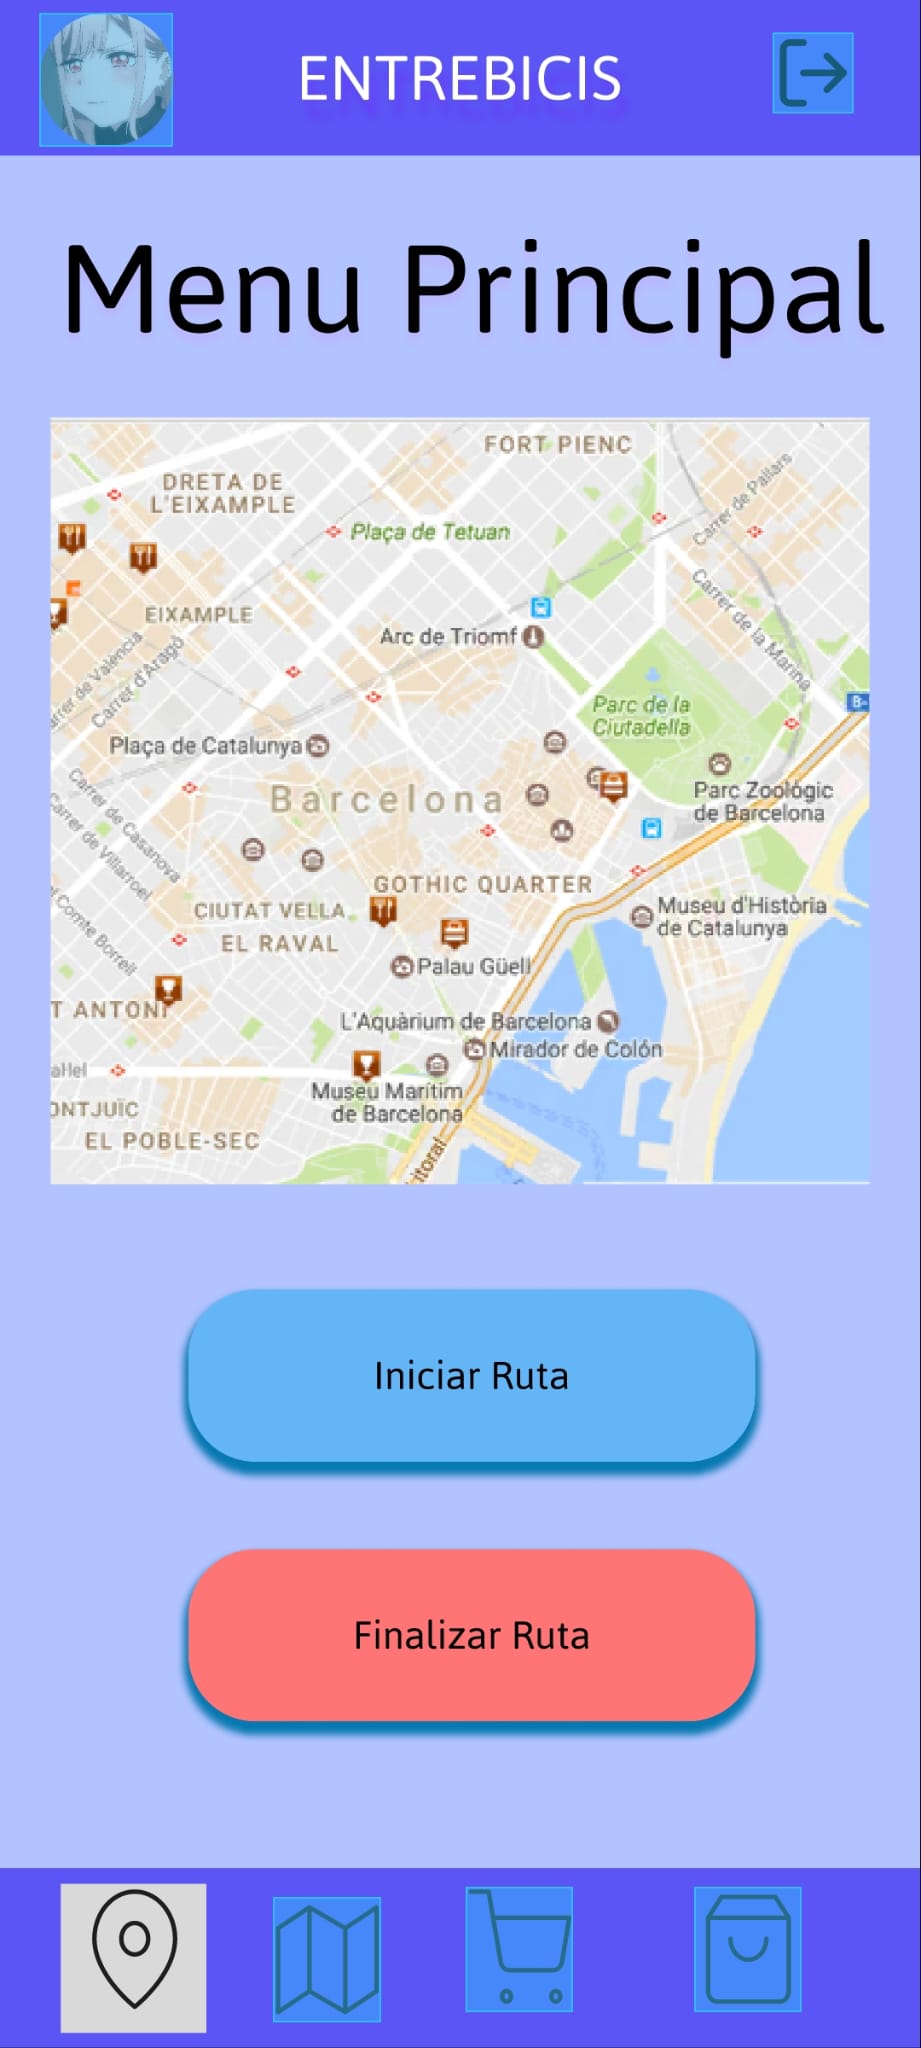 ENTREBICIS
Menu Principal
FORT PIENC
DRETA DE
L'EIXAMPLE
Carrer de Pallars
Plaça de Tetuan
EIXAMPLE
Arc de Triomf
Carrer de la Marina
Carrer de València
Carrer d'Aragó
Parc de la
Ciutadella
B-
Plaça de Catalunya
Barcelona
Parc Zoològic
de Barcelona
Carrer de Casanova
Carrer de Villarroel
Comte Borrell
GOTHIC QUARTER
CIUTAT VELLA
EL RAVAL
Museu d'Història
de Catalunya
Palau Güell
T ANTONI
L'Aquàrium de Barcelona
Mirador de Colón
al·lel
Museu Marítim
de Barcelona
ONTJUÏC
EL POBLE-SEC
itoral
Iniciar Ruta
Finalizar Ruta